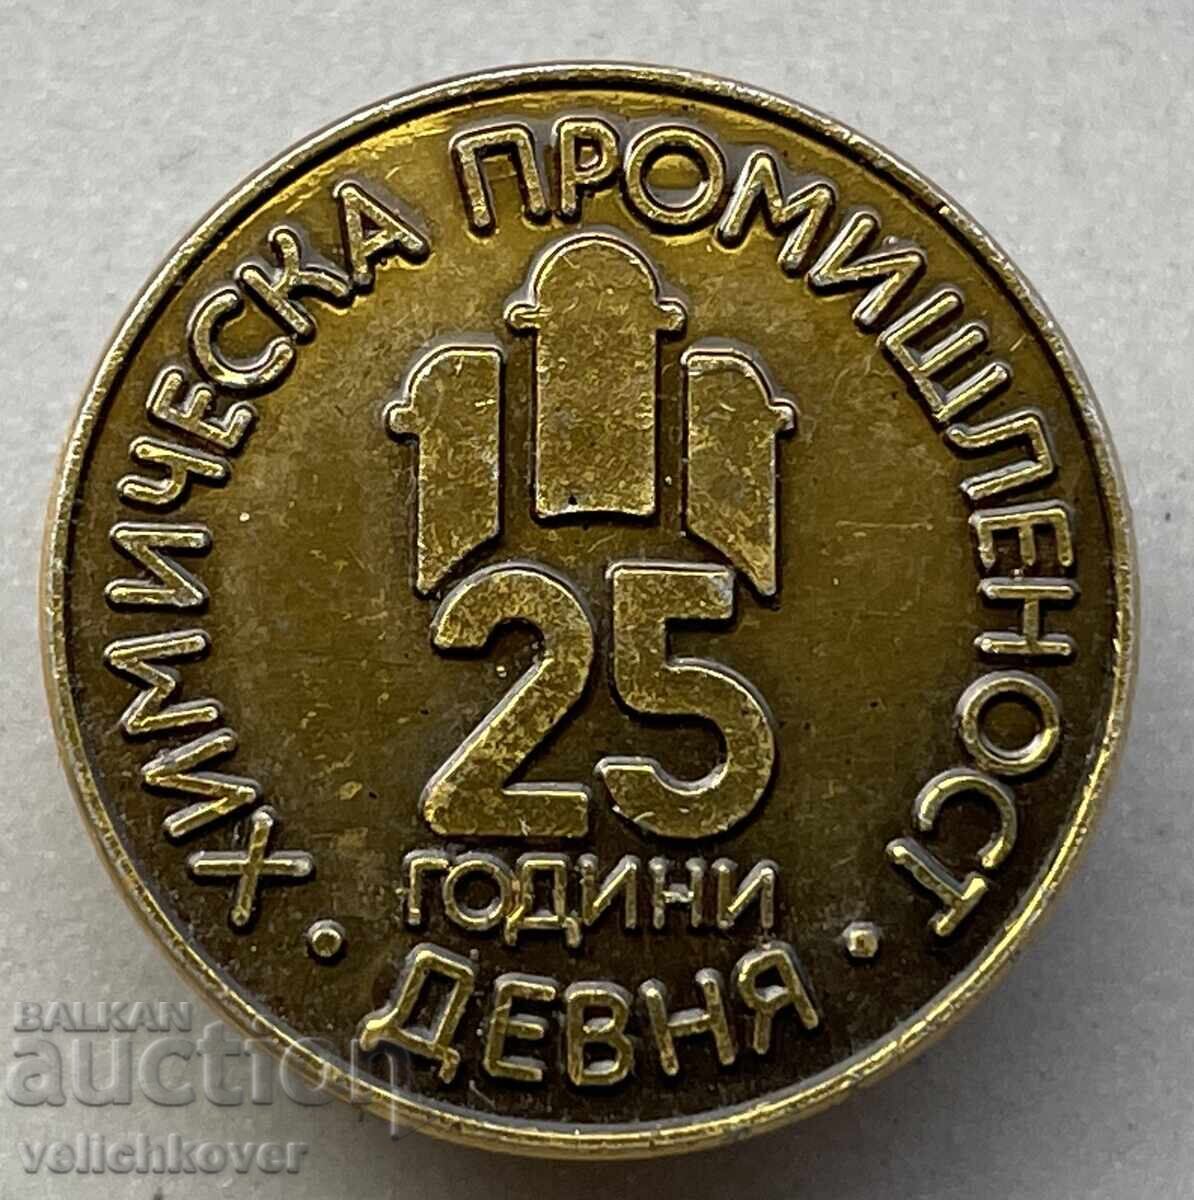 ХИМИЧЕСКА ПРОМИШЛЕНОСТ
25
ГОДИНИ
• ДЕВНЯ •
BALKAN
auction
velichkover